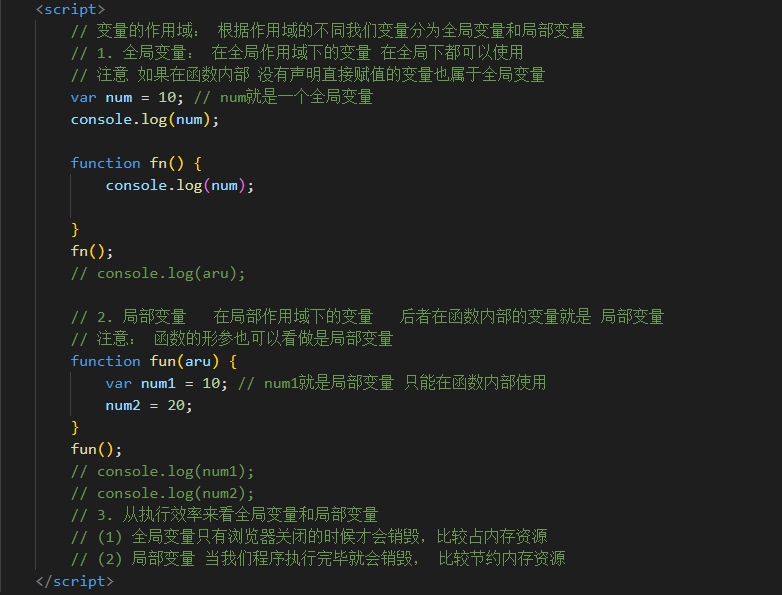 <script>
// 变量的作用域： 根据作用域的不同我们变量分为全局变量和局部变量
// 1. 全局变量： 在全局作用域下的变量 在全局下都可以使用
// 注意 如果在函数内部 没有声明直接赋值的变量也属于全局变量
var num = 10; // num就是一个全局变量
console.log(num);
function fn() {
console.log(num);
}
fn();
// console.log(aru);
// 2. 局部变量 在局部作用域下的变量 后者在函数内部的变量就是 局部变量
// 注意： 函数的形参也可以看做是局部变量
function fun(aru) {
var num1 = 10; // num1就是局部变量 只能在函数内部使用
num2 = 20;
}
fun();
// console.log(num1);
// console.log(num2);
// 3. 从执行效率来看全局变量和局部变量
// (1) 全局变量只有浏览器关闭的时候才会销毁，比较占内存资源
// (2) 局部变量 当我们程序执行完毕就会销毁， 比较节约内存资源
</script>